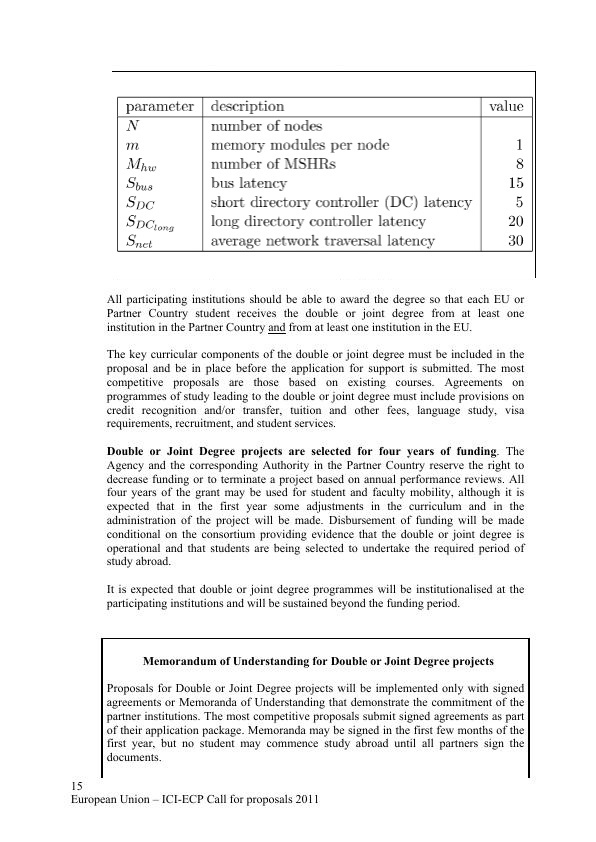 parameter description value
N number of nodes
m memory modules per node 1
M_hw number of MSHRs 8
S_bus bus latency 15
S_DC short directory controller (DC) latency 5
S_DC_long long directory controller latency 20
S_net average network traversal latency 30
All participating institutions should be able to award the degree so that each EU or
Partner Country student receives the double or joint degree from at least one
institution in the Partner Country and from at least one institution in the EU.
The key curricular components of the double or joint degree must be included in the
proposal and be in place before the application for support is submitted. The most
competitive proposals are those based on existing courses. Agreements on
programmes of study leading to the double or joint degree must include provisions on
credit recognition and/or transfer, tuition and other fees, language study, visa
requirements, recruitment, and student services.
Double or Joint Degree projects are selected for four years of funding. The
Agency and the corresponding Authority in the Partner Country reserve the right to
decrease funding or to terminate a project based on annual performance reviews. All
four years of the grant may be used for student and faculty mobility, although it is
expected that in the first year some adjustments in the curriculum and in the
administration of the project will be made. Disbursement of funding will be made
conditional on the consortium providing evidence that the double or joint degree is
operational and that students are being selected to undertake the required period of
study abroad.
It is expected that double or joint degree programmes will be institutionalised at the
participating institutions and will be sustained beyond the funding period.
Memorandum of Understanding for Double or Joint Degree projects
Proposals for Double or Joint Degree projects will be implemented only with signed
agreements or Memoranda of Understanding that demonstrate the commitment of the
partner institutions. The most competitive proposals submit signed agreements as part
of their application package. Memoranda may be signed in the first few months of the
first year, but no student may commence study abroad until all partners sign the
documents.
15
European Union – ICI-ECP Call for proposals 2011